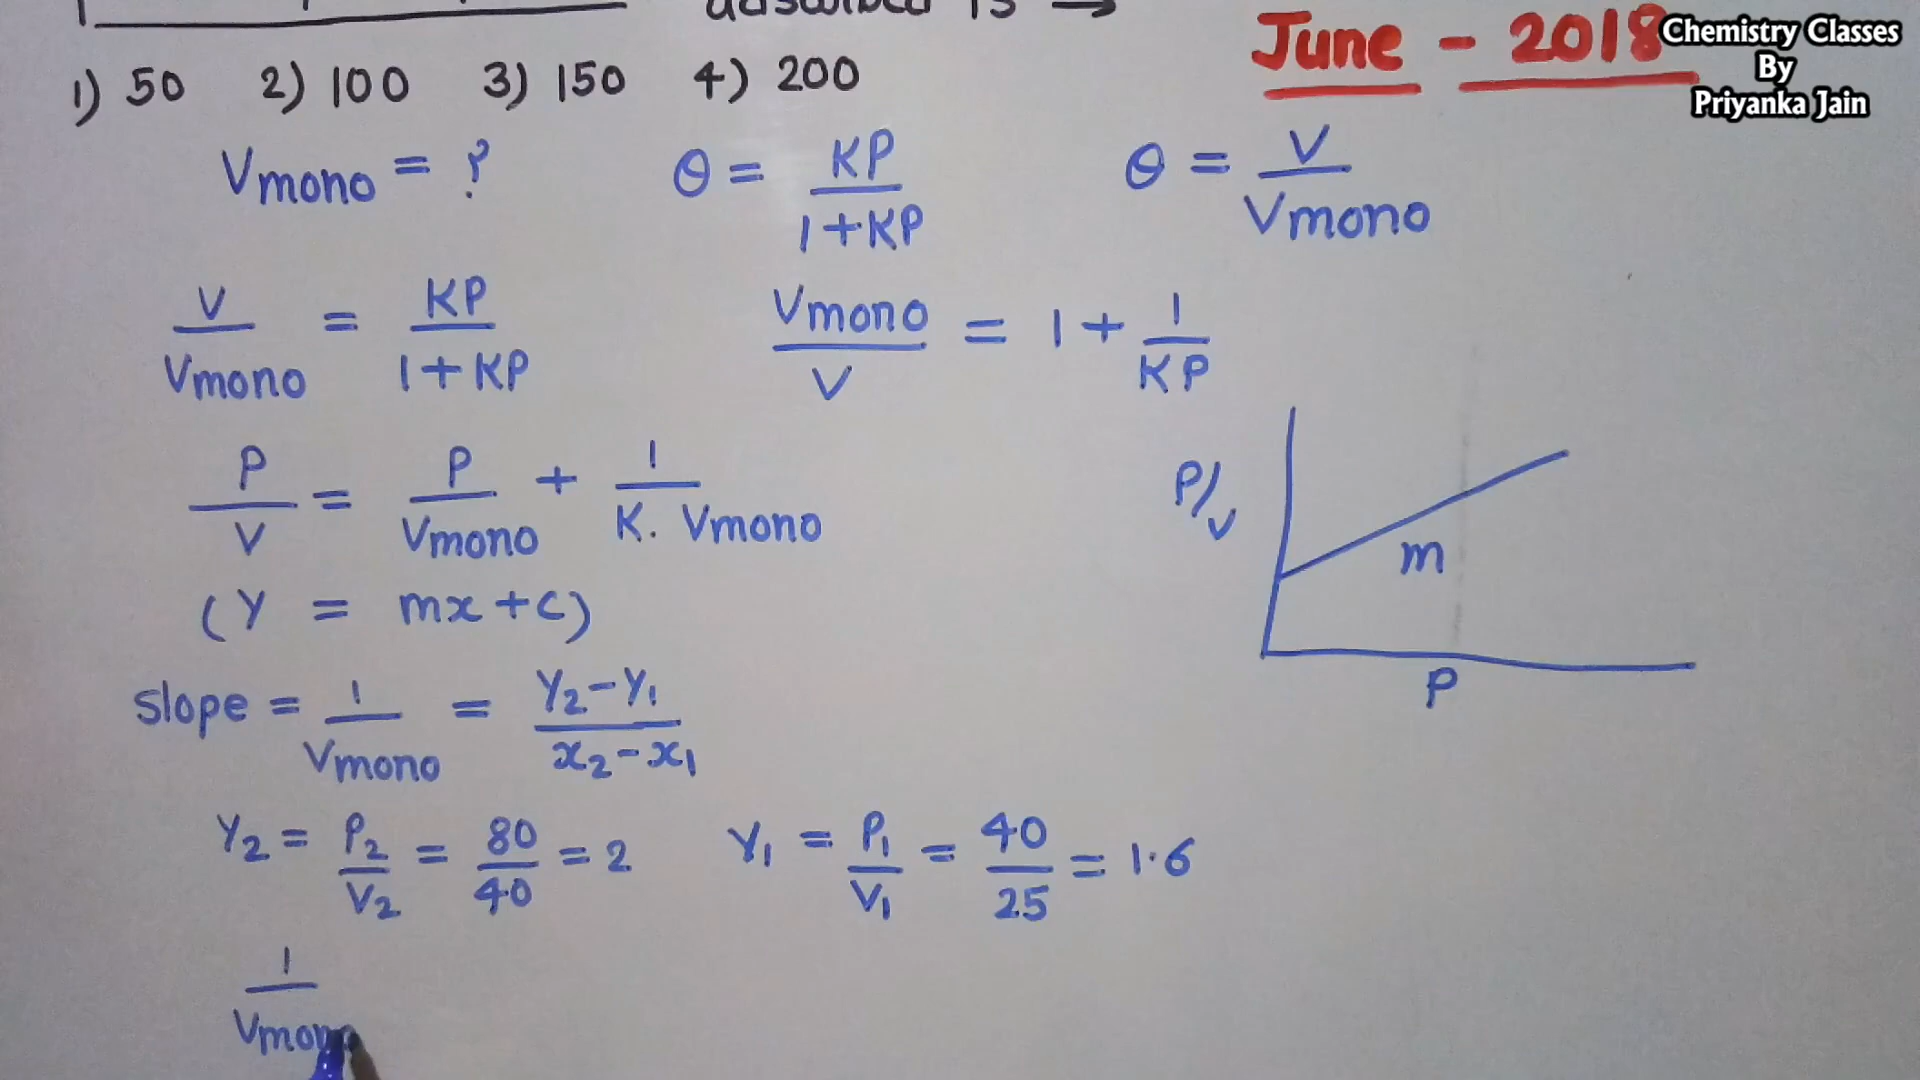 is →
June - 2018
Chemistry Classes
By
Priyanka Jain
1) 50 2) 100 3) 150 4) 200
Vmono = ? θ = KP / 1+KP θ = V / Vmono
V / Vmono = KP / 1+KP Vmono / V = 1 + 1 / KP
P / V = P / Vmono + 1 / K. Vmono
(Y = mx + c)
P/V
m
P
Slope = 1 / Vmono = Y2-Y1 / x2-x1
Y2 = P2 / V2 = 80 / 40 = 2 Y1 = P1 / V1 = 40 / 25 = 1.6
1 / Vmono